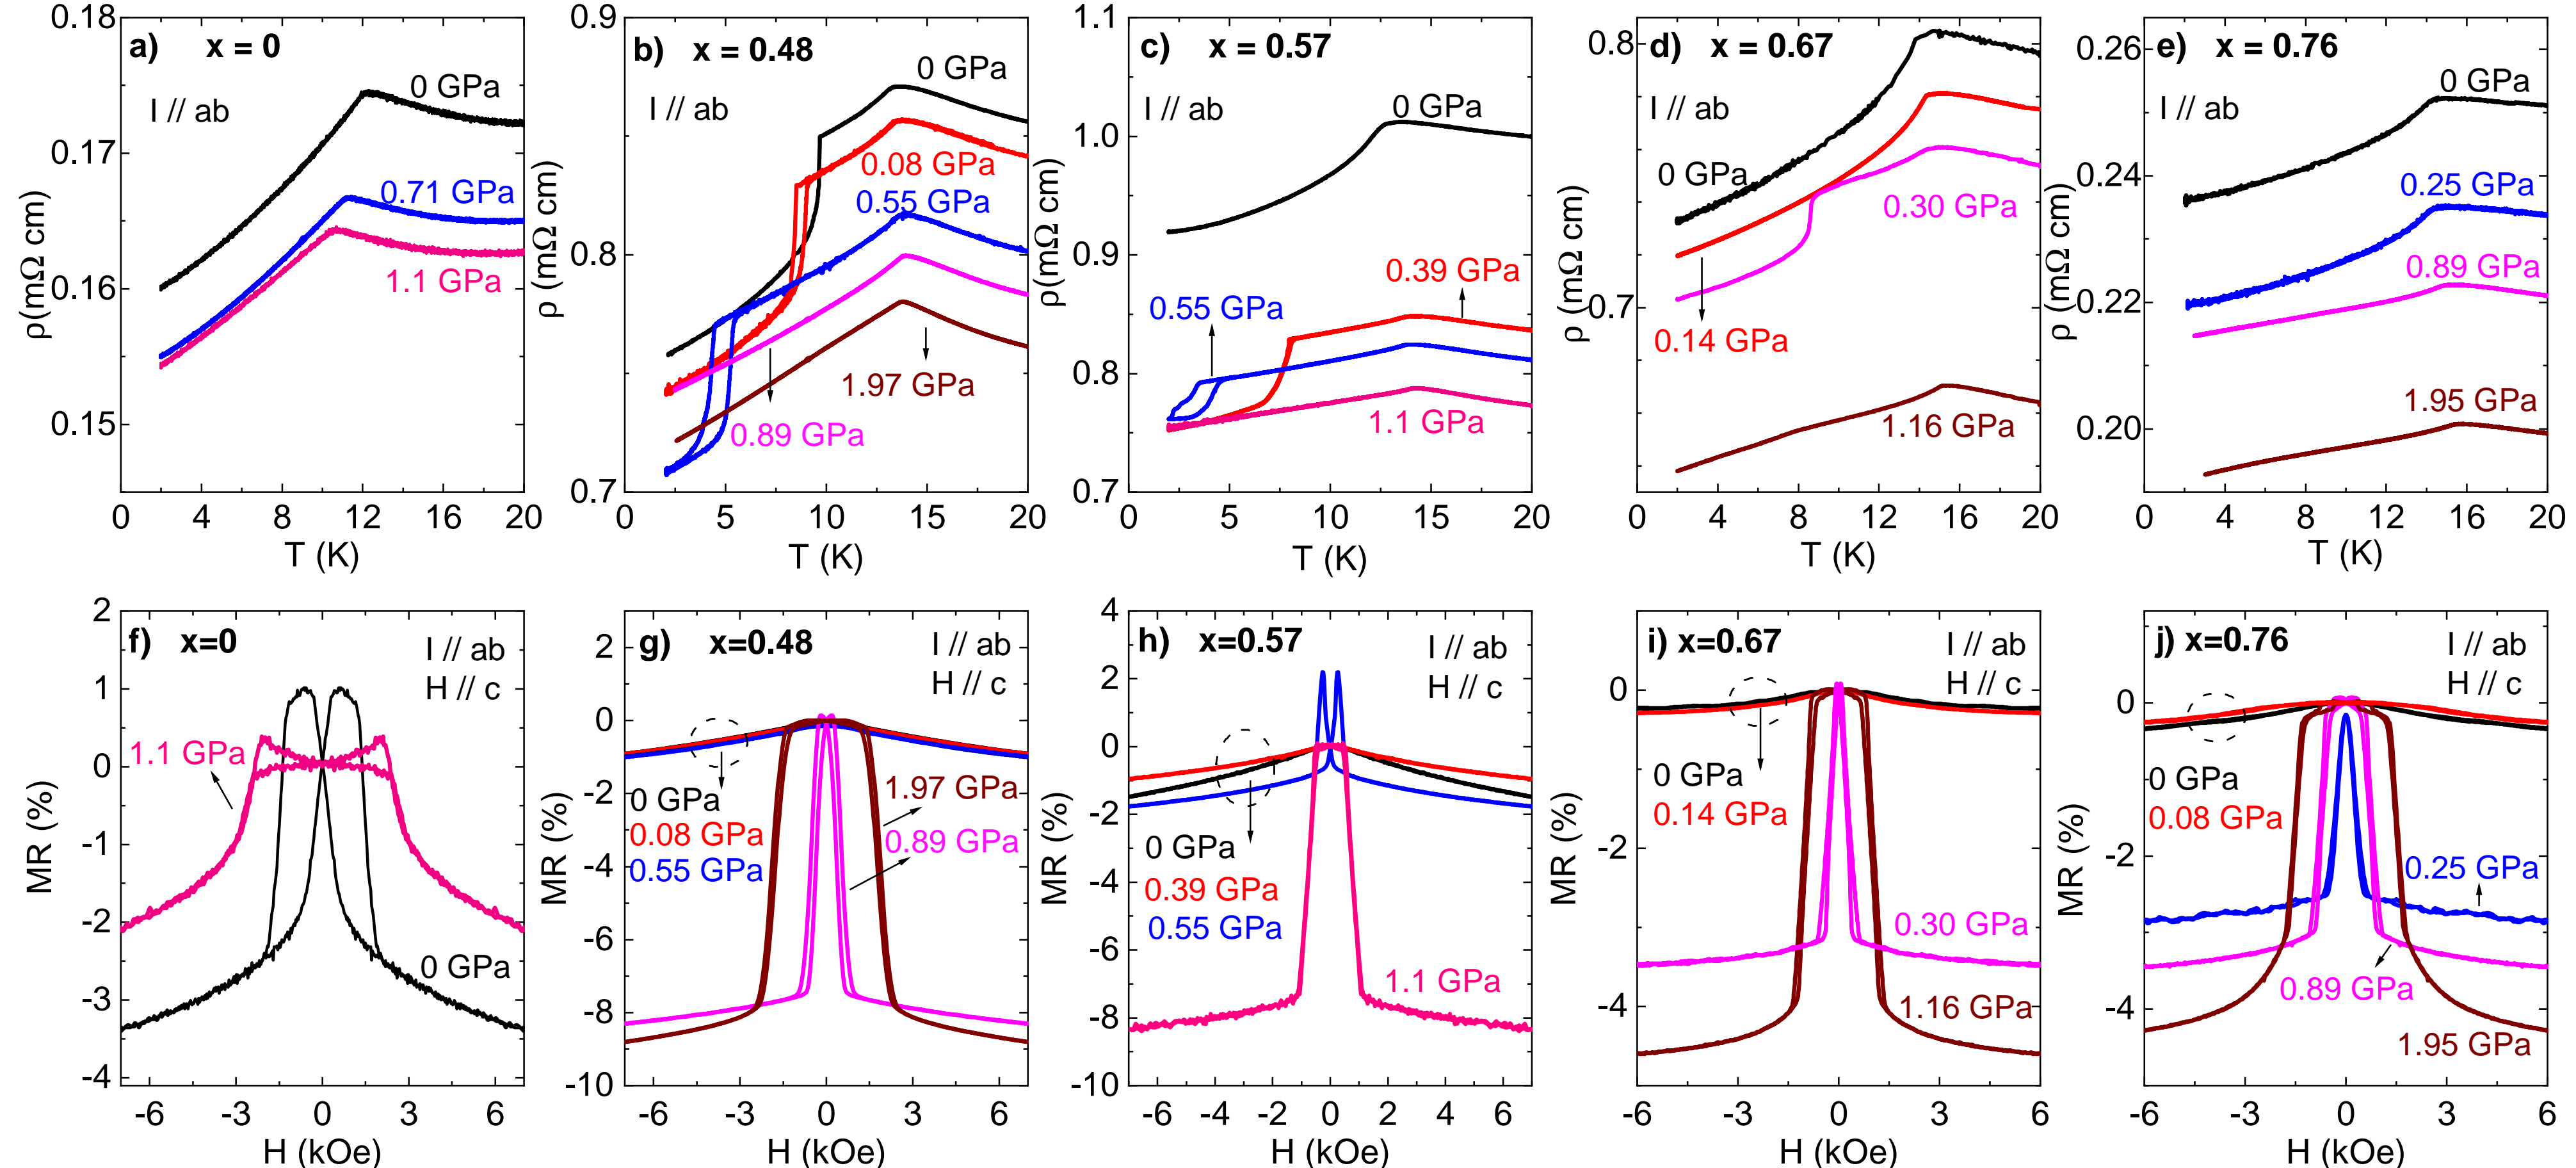 a) x = 0
I // ab
0 GPa
0.71 GPa
1.1 GPa
0.18
0.17
0.16
0.15
ρ(mΩ cm)
0 4 8 12 16 20
T (K)
b) x = 0.48
I // ab
0 GPa
0.08 GPa
0.55 GPa
1.97 GPa
0.89 GPa
0.9
0.8
0.7
ρ (mΩ cm)
0 5 10 15 20
T (K)
c) x = 0.57
I // ab
0 GPa
0.39 GPa
0.55 GPa
1.1 GPa
1.1
1.0
0.9
0.8
0.7
ρ(mΩ cm)
0 5 10 15 20
T (K)
d) x = 0.67
I // ab
0 GPa
0.30 GPa
0.14 GPa
1.16 GPa
0.8
0.7
ρ (mΩ cm)
0 4 8 12 16 20
T (K)
e) x = 0.76
I // ab
0 GPa
0.25 GPa
0.89 GPa
1.95 GPa
0.26
0.24
0.22
0.20
ρ (mΩ cm)
0 4 8 12 16 20
T (K)
f) x=0
I // ab
H // c
1.1 GPa
0 GPa
2
1
0
-1
-2
-3
-4
MR (%)
-6 -3 0 3 6
H (kOe)
g) x=0.48
I // ab
H // c
0 GPa
0.08 GPa
0.55 GPa
1.97 GPa
0.89 GPa
2
0
-2
-4
-6
-8
-10
MR (%)
-6 -3 0 3 6
H (kOe)
h) x=0.57
I // ab
H // c
0 GPa
0.39 GPa
0.55 GPa
1.1 GPa
4
2
0
-2
-4
-6
-8
-10
MR (%)
-6 -4 -2 0 2 4 6
H (kOe)
i) x=0.67
I // ab
H // c
0 GPa
0.14 GPa
0.30 GPa
1.16 GPa
0
-2
-4
MR (%)
-6 -3 0 3 6
H (kOe)
j) x=0.76
I // ab
H // c
0 GPa
0.08 GPa
0.25 GPa
0.89 GPa
1.95 GPa
0
-2
-4
MR (%)
-6 -3 0 3 6
H (kOe)